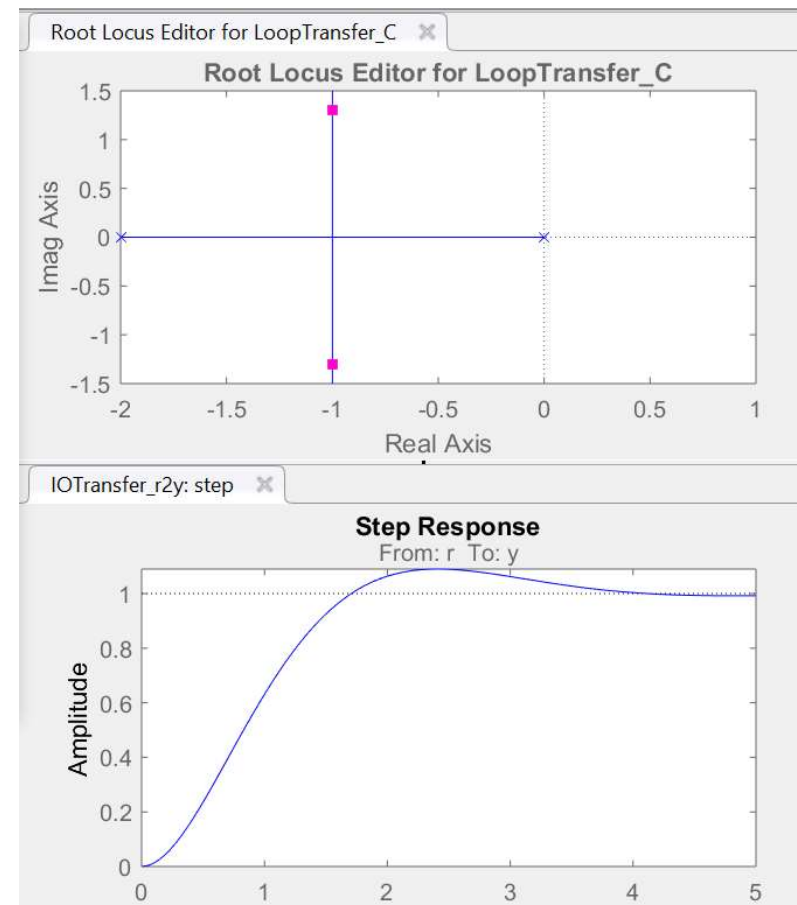 Root Locus Editor for LoopTransfer_C
Root Locus Editor for LoopTransfer_C
1.5
1
0.5
0
-0.5
-1
-1.5
Imag Axis
-2 -1.5 -1 -0.5 0 0.5 1
Real Axis
IOTransfer_r2y: step
Step Response
From: r To: y
1
0.8
0.6
0.4
0.2
0
Amplitude
0 1 2 3 4 5